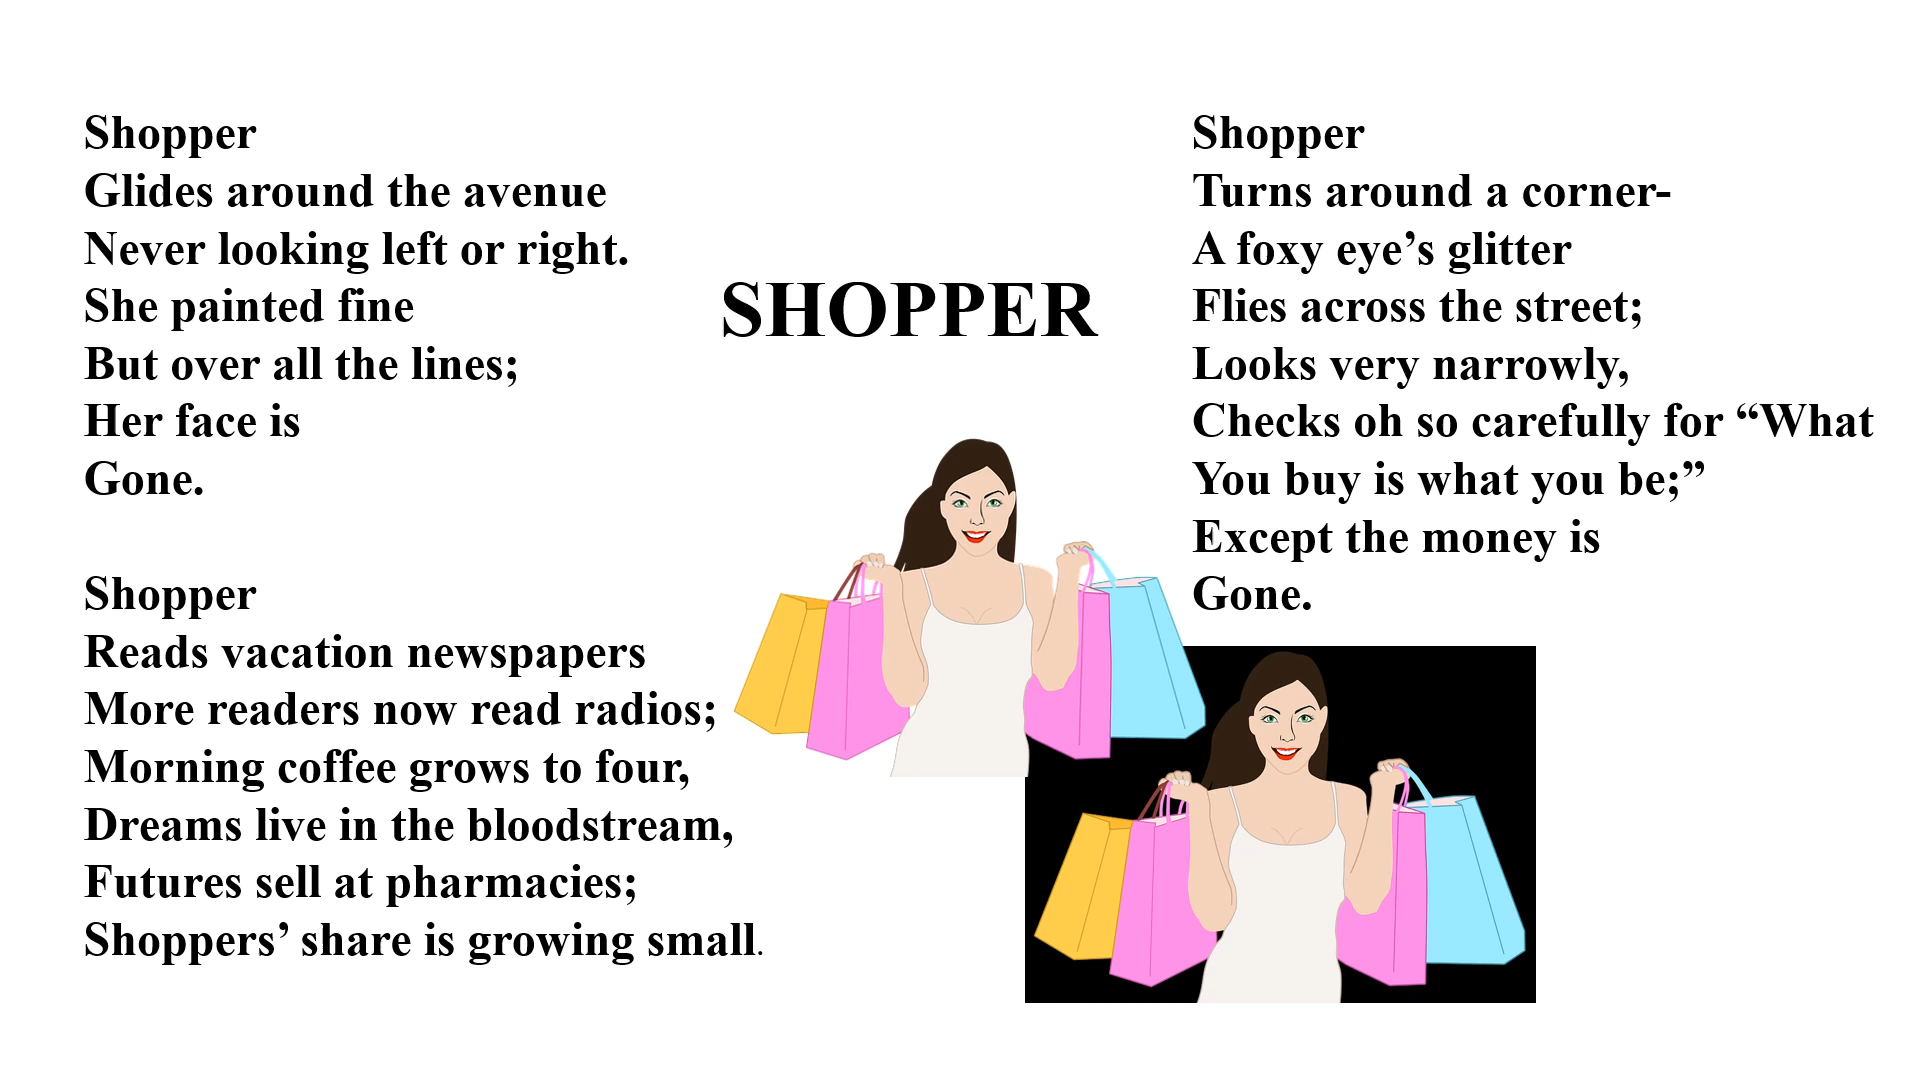 Shopper
Glides around the avenue
Never looking left or right.
She painted fine
But over all the lines;
Her face is
Gone.
Shopper
Reads vacation newspapers
More readers now read radios;
Morning coffee grows to four,
Dreams live in the bloodstream,
Futures sell at pharmacies;
Shoppers’ share is growing small.
SHOPPER
Shopper
Turns around a corner-
A foxy eye’s glitter
Flies across the street;
Looks very narrowly,
Checks oh so carefully for “What
You buy is what you be;”
Except the money is
Gone.